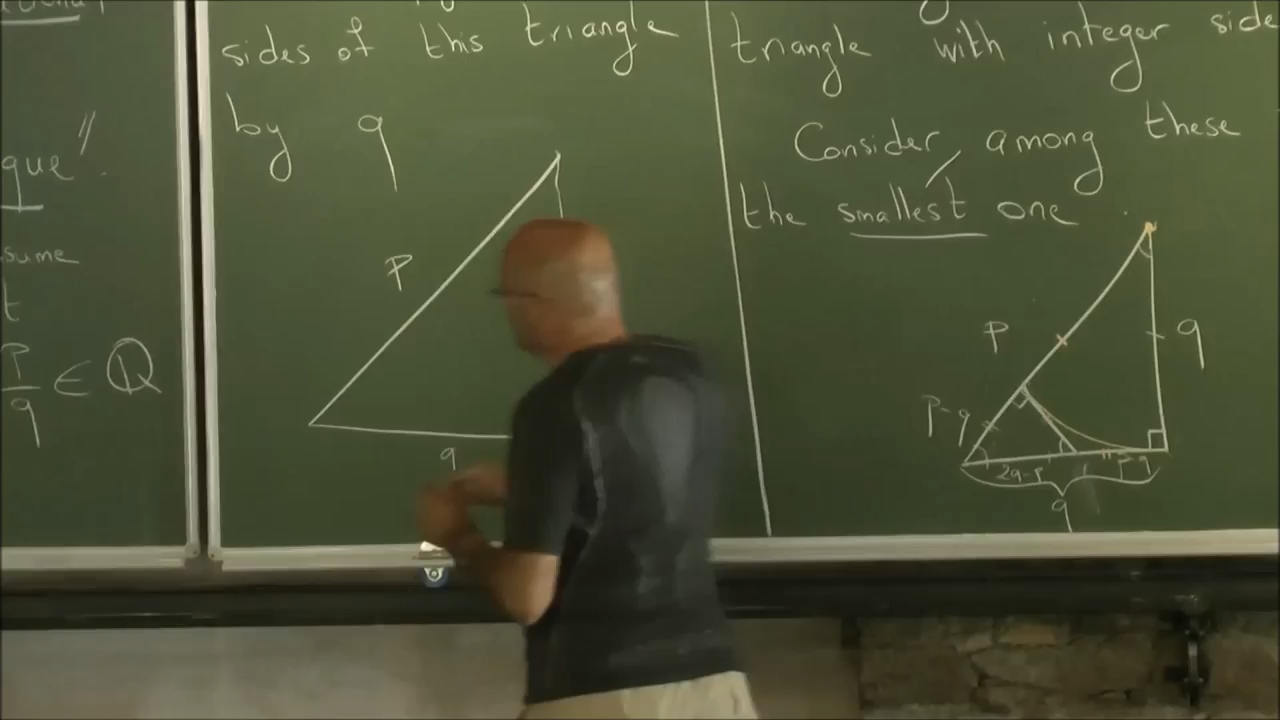 que"
sume
t
p/q ∈ ℚ
sides of this triangle
by q
p
q
triangle with integer side
Consider, among these
the smallest one
p
q
p-q
2q-p
p-q
q